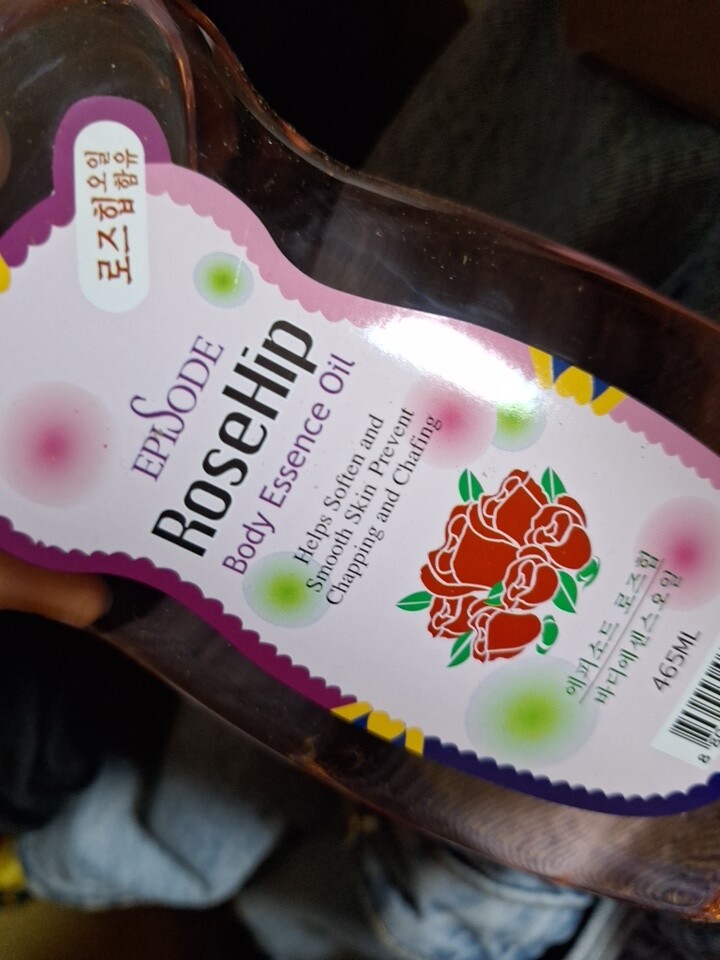 로즈힙 오일
함유
EPISODE
RoseHip
Body Essence Oil
Helps Soften and
Smooth Skin Prevent
Chapping and Chafing
에피소드 로즈힙
바디에센스오일
465ML
8